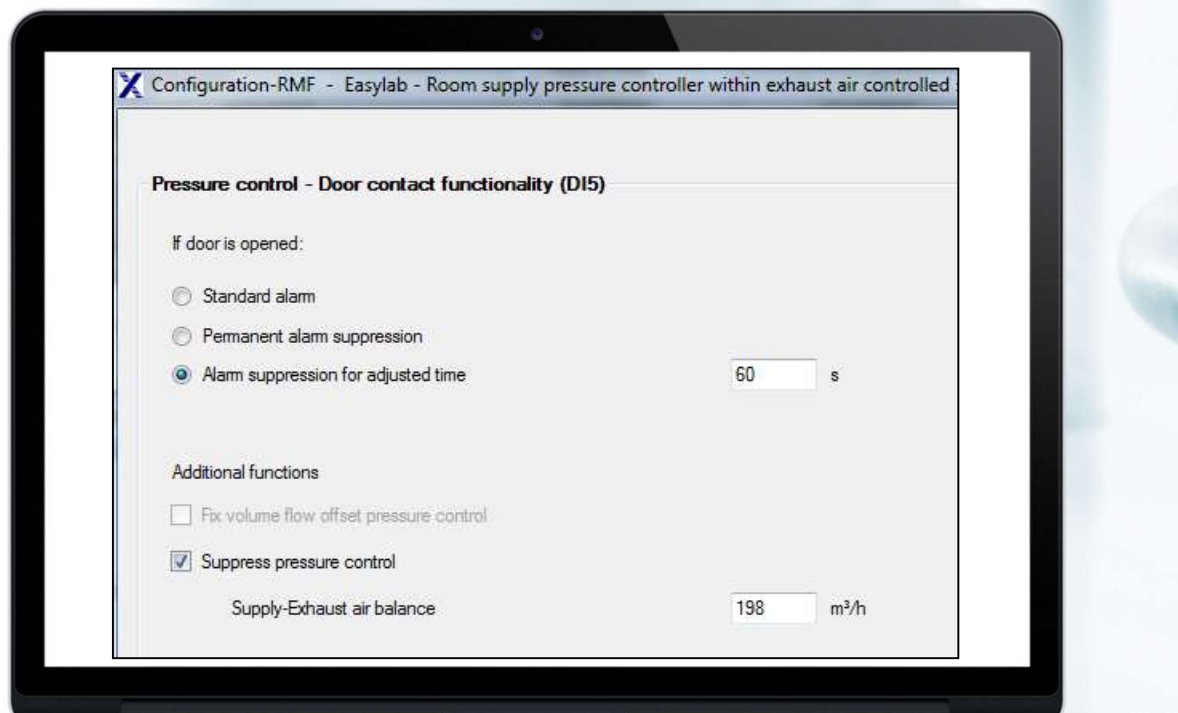 Configuration-RMF - Easylab - Room supply pressure controller within exhaust air controlled
Pressure control - Door contact functionality (DI5)
If door is opened:
Standard alarm
Permanent alarm suppression
Alarm suppression for adjusted time 60 s
Additional functions
Fix volume flow offset pressure control
Suppress pressure control
Supply-Exhaust air balance 198 m³/h